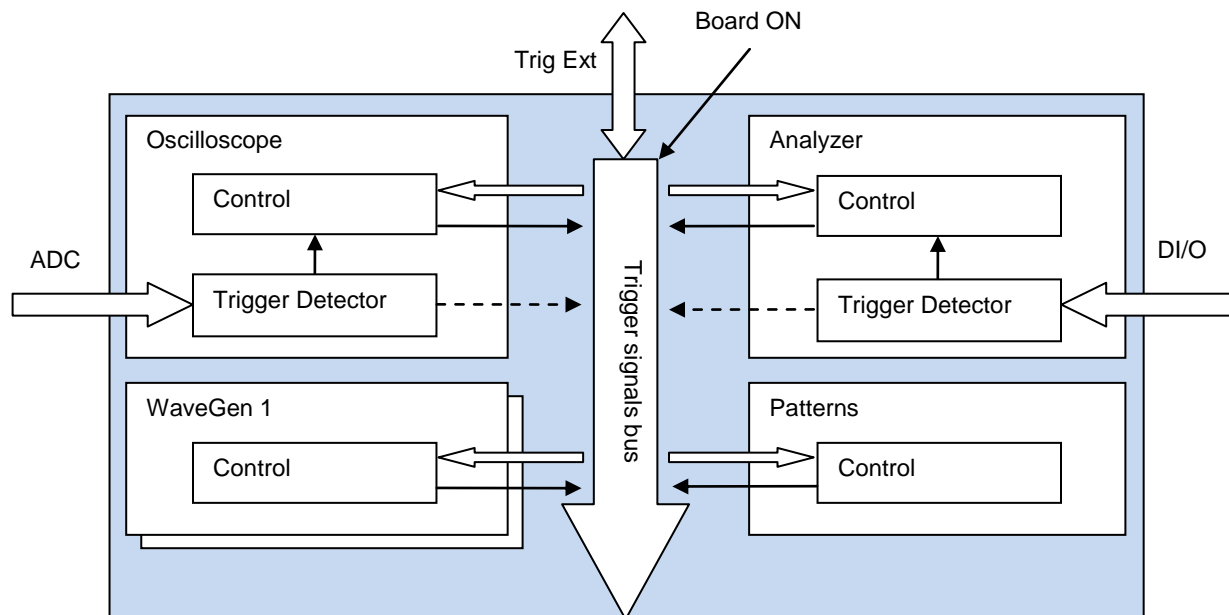 Board ON
Trig Ext
Oscilloscope
Control
Trigger Detector
ADC
WaveGen 1
Control
Trigger signals bus
Analyzer
Control
Trigger Detector
DI/O
Patterns
Control